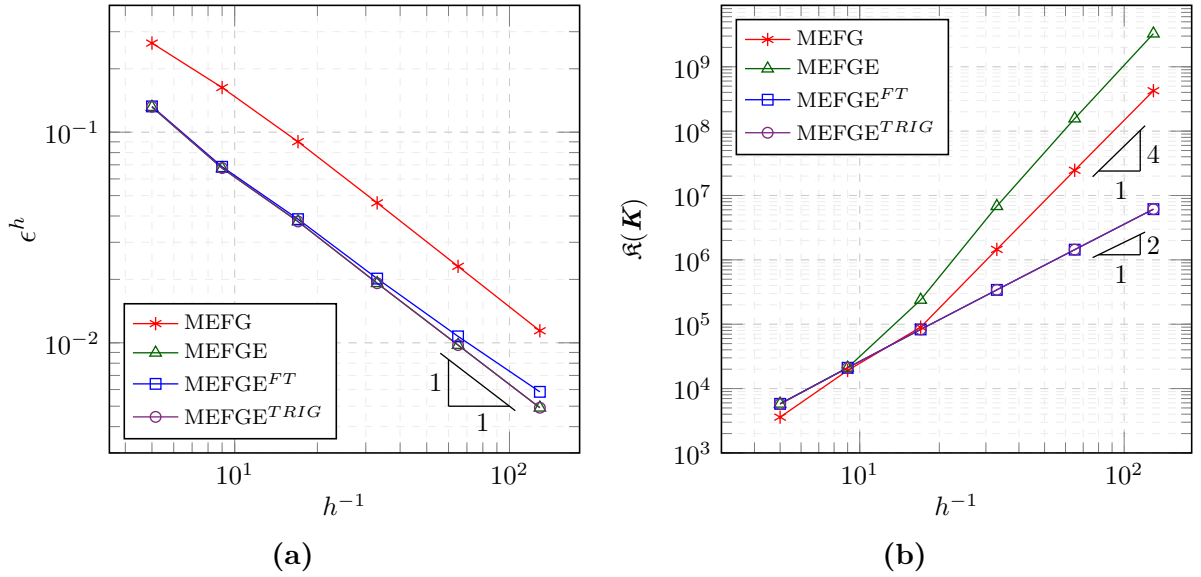 10^{-1}
10^{-2}
ϵ^h
MEFG
MEFGE
MEFGE^{FT}
MEFGE^{TRIG}
1
1
10^1
10^2
h^{-1}
(a)
10^9
10^8
10^7
10^6
10^5
10^4
10^3
𝔎(K)
MEFG
MEFGE
MEFGE^{FT}
MEFGE^{TRIG}
4
1
2
1
10^1
10^2
h^{-1}
(b)